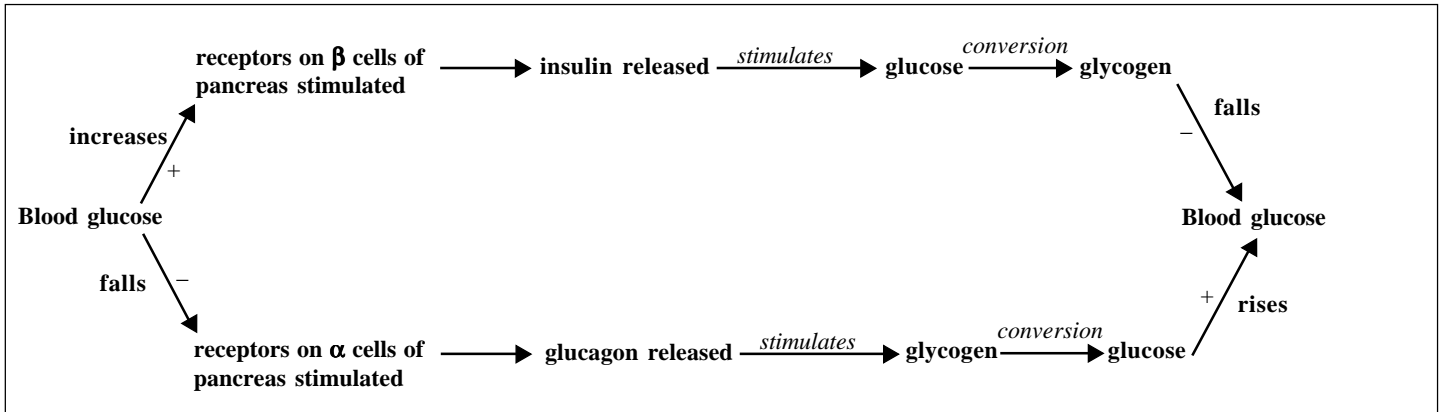 receptors on β cells of
pancreas stimulated
insulin released
stimulates
glucose
conversion
glycogen
increases
+
falls
–
Blood glucose
Blood glucose
falls
–
+
rises
receptors on α cells of
pancreas stimulated
glucagon released
stimulates
glycogen
conversion
glucose